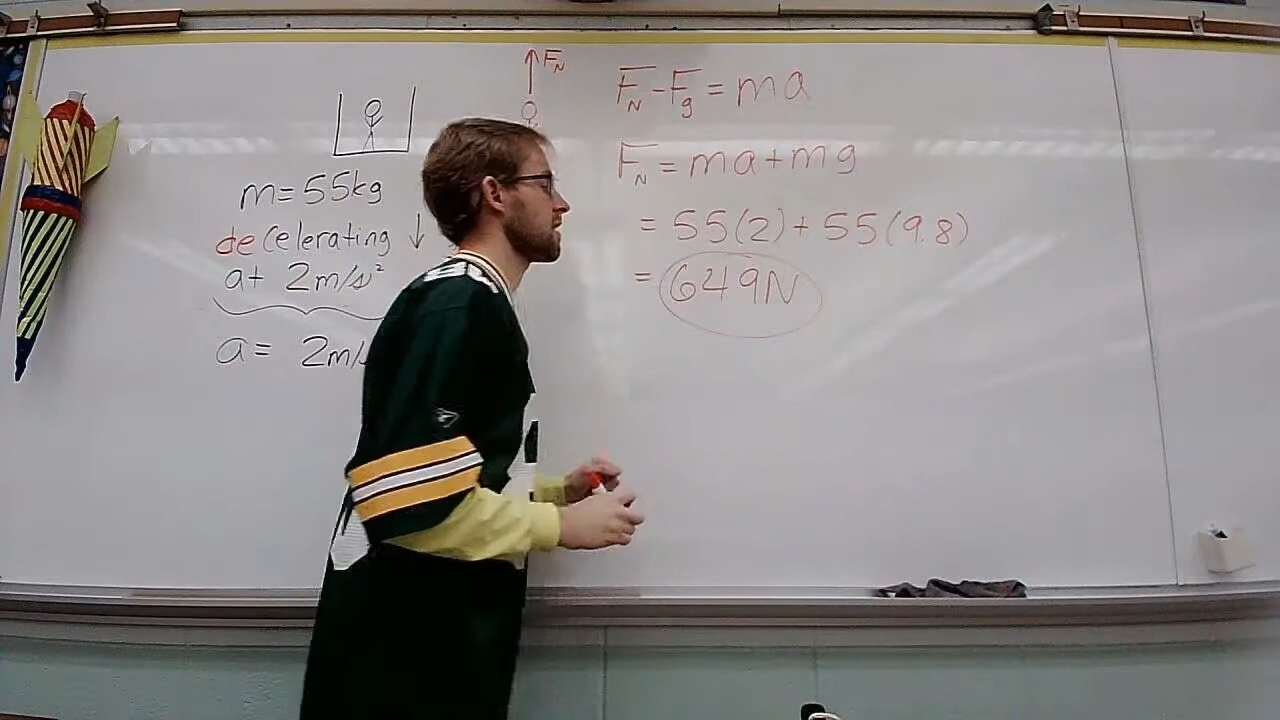 m=55kg
decelerating ↓
at 2m/s²
a= 2m/
↑F_N
F_N-F_g=ma
F_N=ma+mg
=55(2)+55(9.8)
=649N